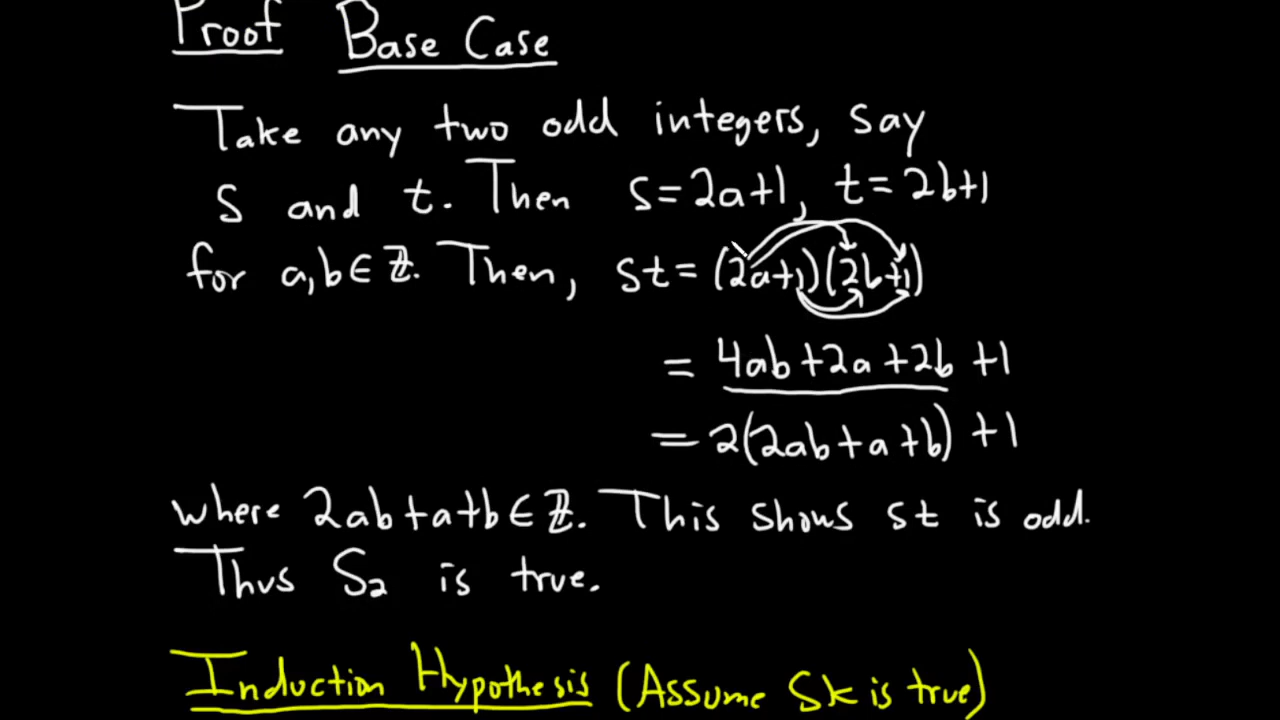 Proof Base Case
Take any two odd integers, say
s and t. Then s=2a+1, t=2b+1
for a,b∈ℤ. Then, st=(2a+1)(2b+1)
= 4ab+2a+2b+1
= 2(2ab+a+b)+1
where 2ab+a+b∈ℤ. This shows st is odd.
Thus S₂ is true.
Induction Hypothesis (Assume Sk is true)